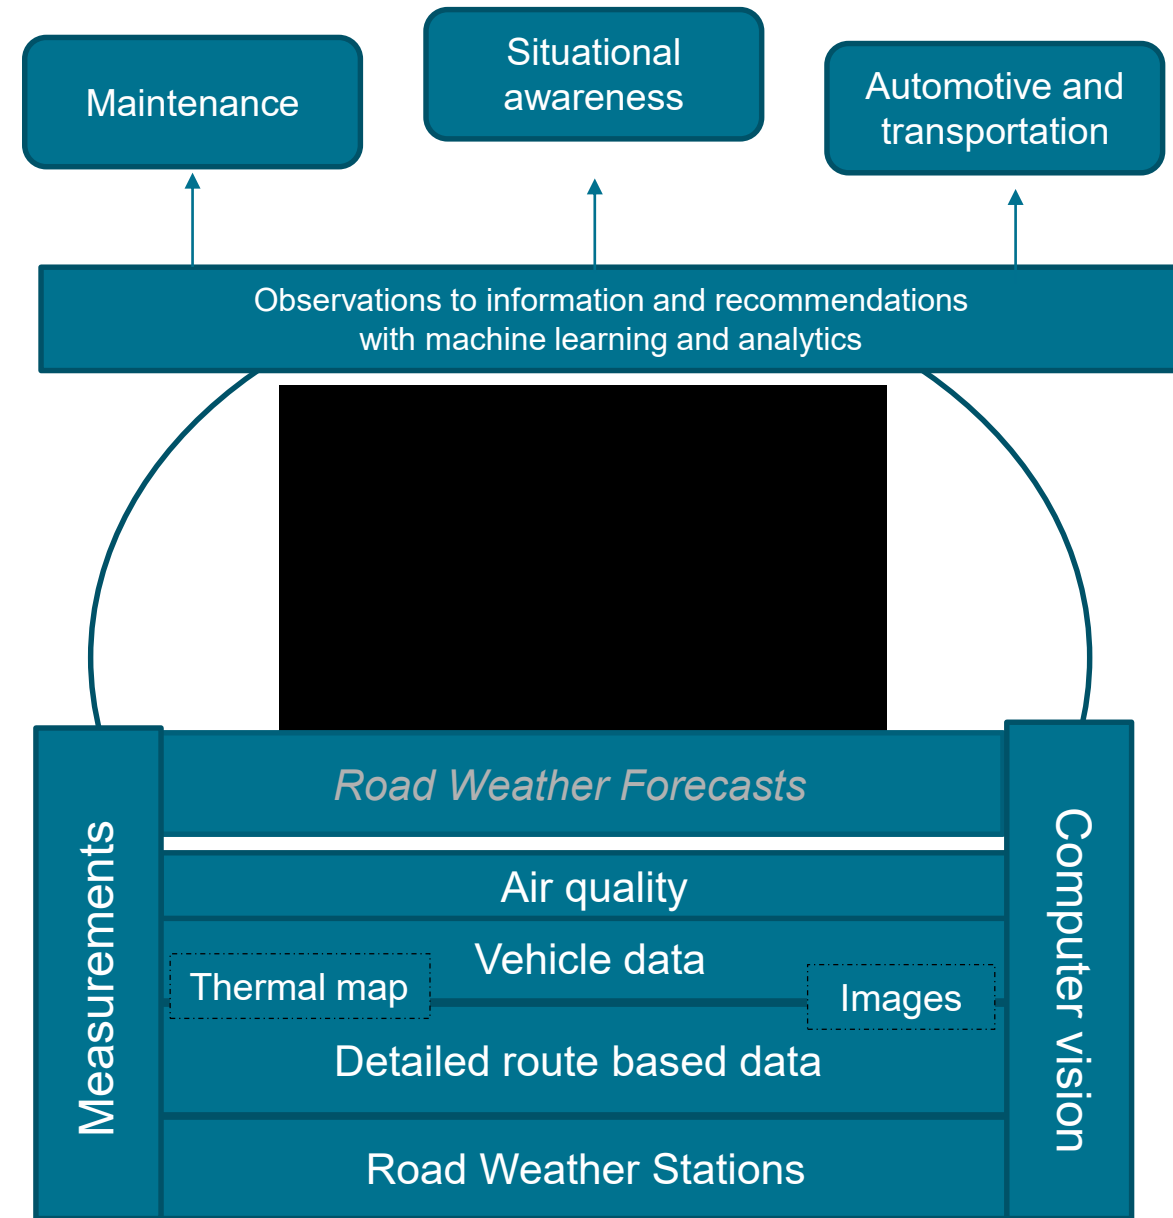 Maintenance
Situational
awareness
Automotive and
transportation
Observations to information and recommendations
with machine learning and analytics
Measurements
Road Weather Forecasts
Air quality
Vehicle data
Thermal map
Images
Detailed route based data
Road Weather Stations
Computer vision